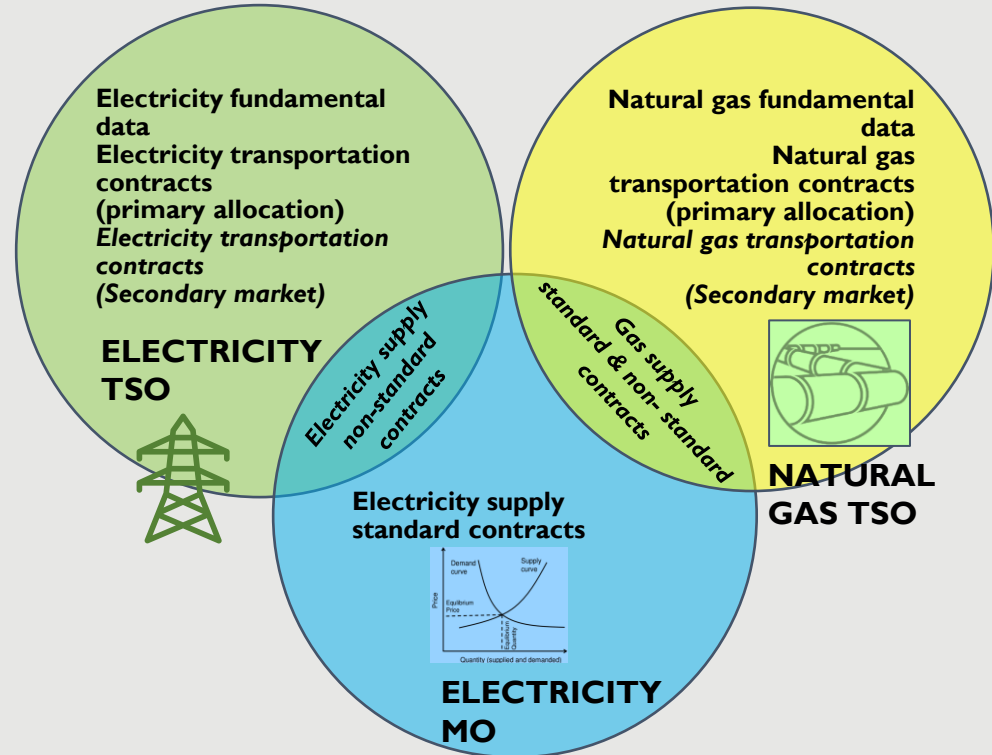 Electricity fundamental
data
Electricity transportation
contracts
(primary allocation)
Electricity transportation
contracts
(Secondary market)
ELECTRICITY
TSO
Natural gas fundamental
data
Natural gas
transportation contracts
(primary allocation)
Natural gas transportation
contracts
(Secondary market)
NATURAL
GAS TSO
Electricity supply
non-standard
contracts
Gas supply
standard & non- standard
contracts
Electricity supply
standard contracts
Demand
curve
Supply
curve
Equilibrium
Price
Price
Equilibrium
Quantity
Quantity (supplied and demanded)
ELECTRICITY
MO